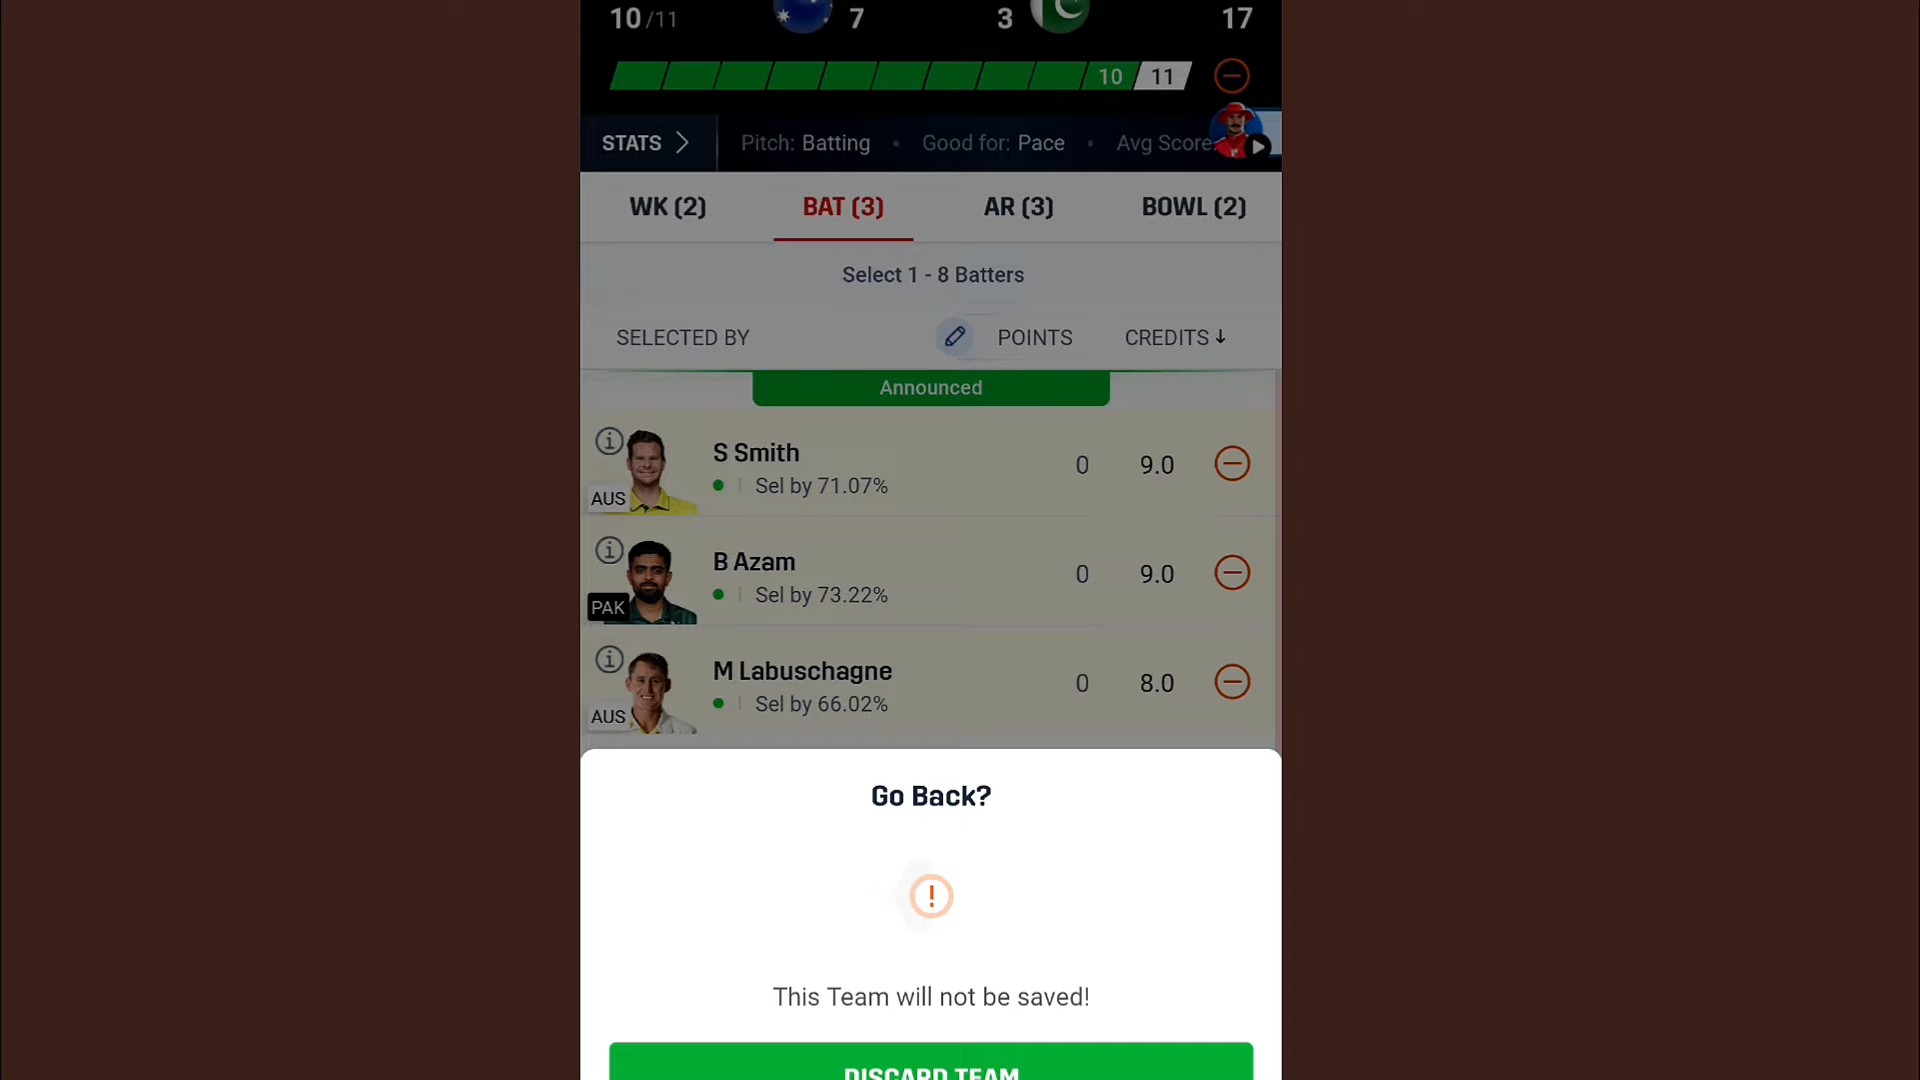 10/11 7 3 17
10 11
STATS Pitch: Batting • Good for: Pace • Avg Score:
WK (2) BAT (3) AR (3) BOWL (2)
Select 1 - 8 Batters
SELECTED BY POINTS CREDITS ↓
Announced
S Smith
Sel by 71.07%
0 9.0
AUS
B Azam
Sel by 73.22%
0 9.0
PAK
M Labuschagne
Sel by 66.02%
0 8.0
AUS
Go Back?
This Team will not be saved!
DISCARD TEAM